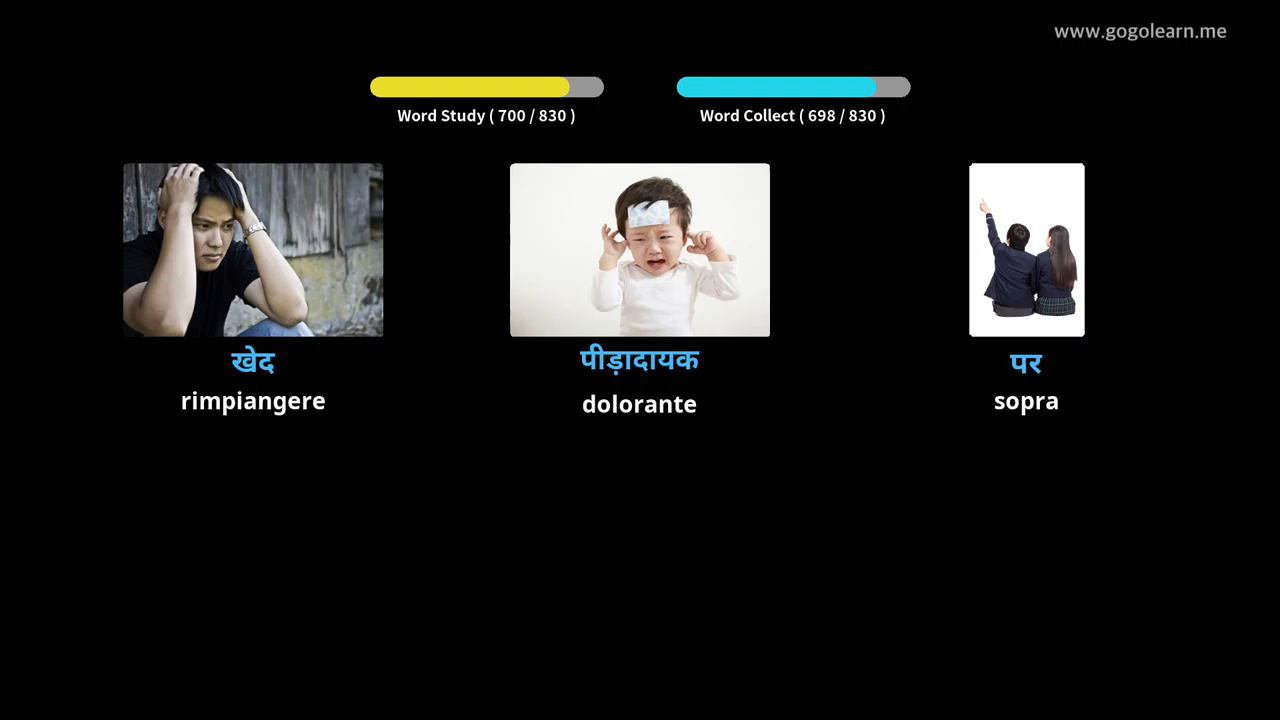 www.gogolearn.me
Word Study ( 700 / 830 )
Word Collect ( 698 / 830 )
खेद
पीड़ादायक
पर
rimpiangere
dolorante
sopra